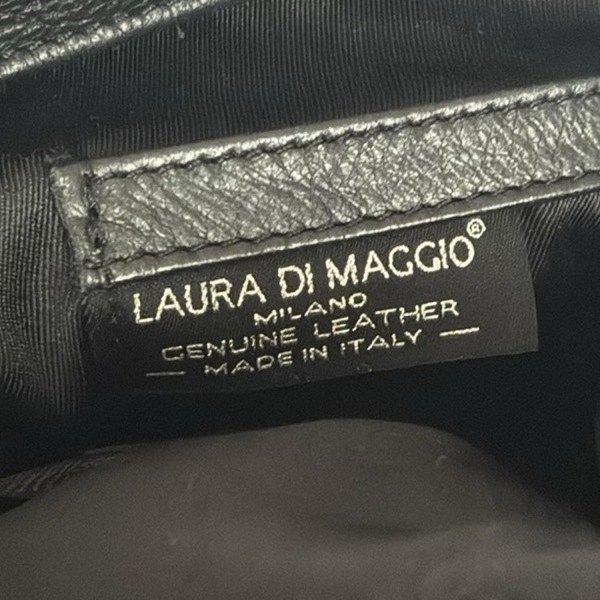 LAURA DI MAGGIO®
MILANO
GENUINE LEATHER
MADE IN ITALY